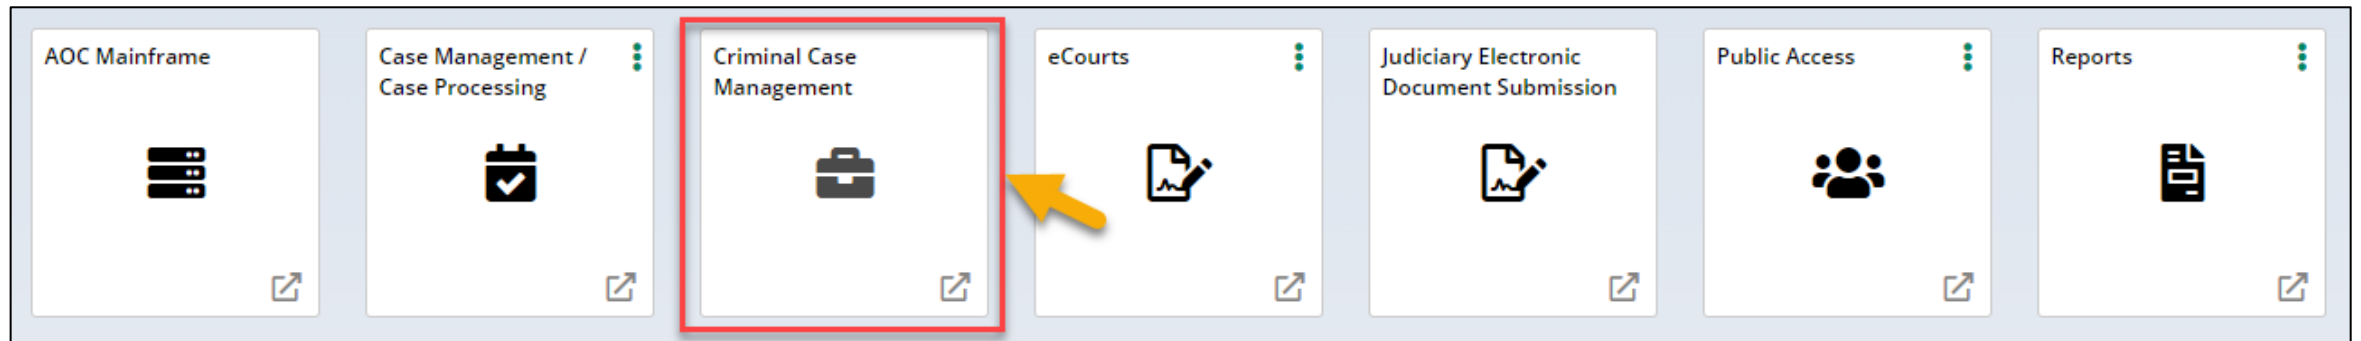 AOC Mainframe
Case Management /
Case Processing
Criminal Case
Management
eCourts
Judiciary Electronic
Document Submission
Public Access
Reports